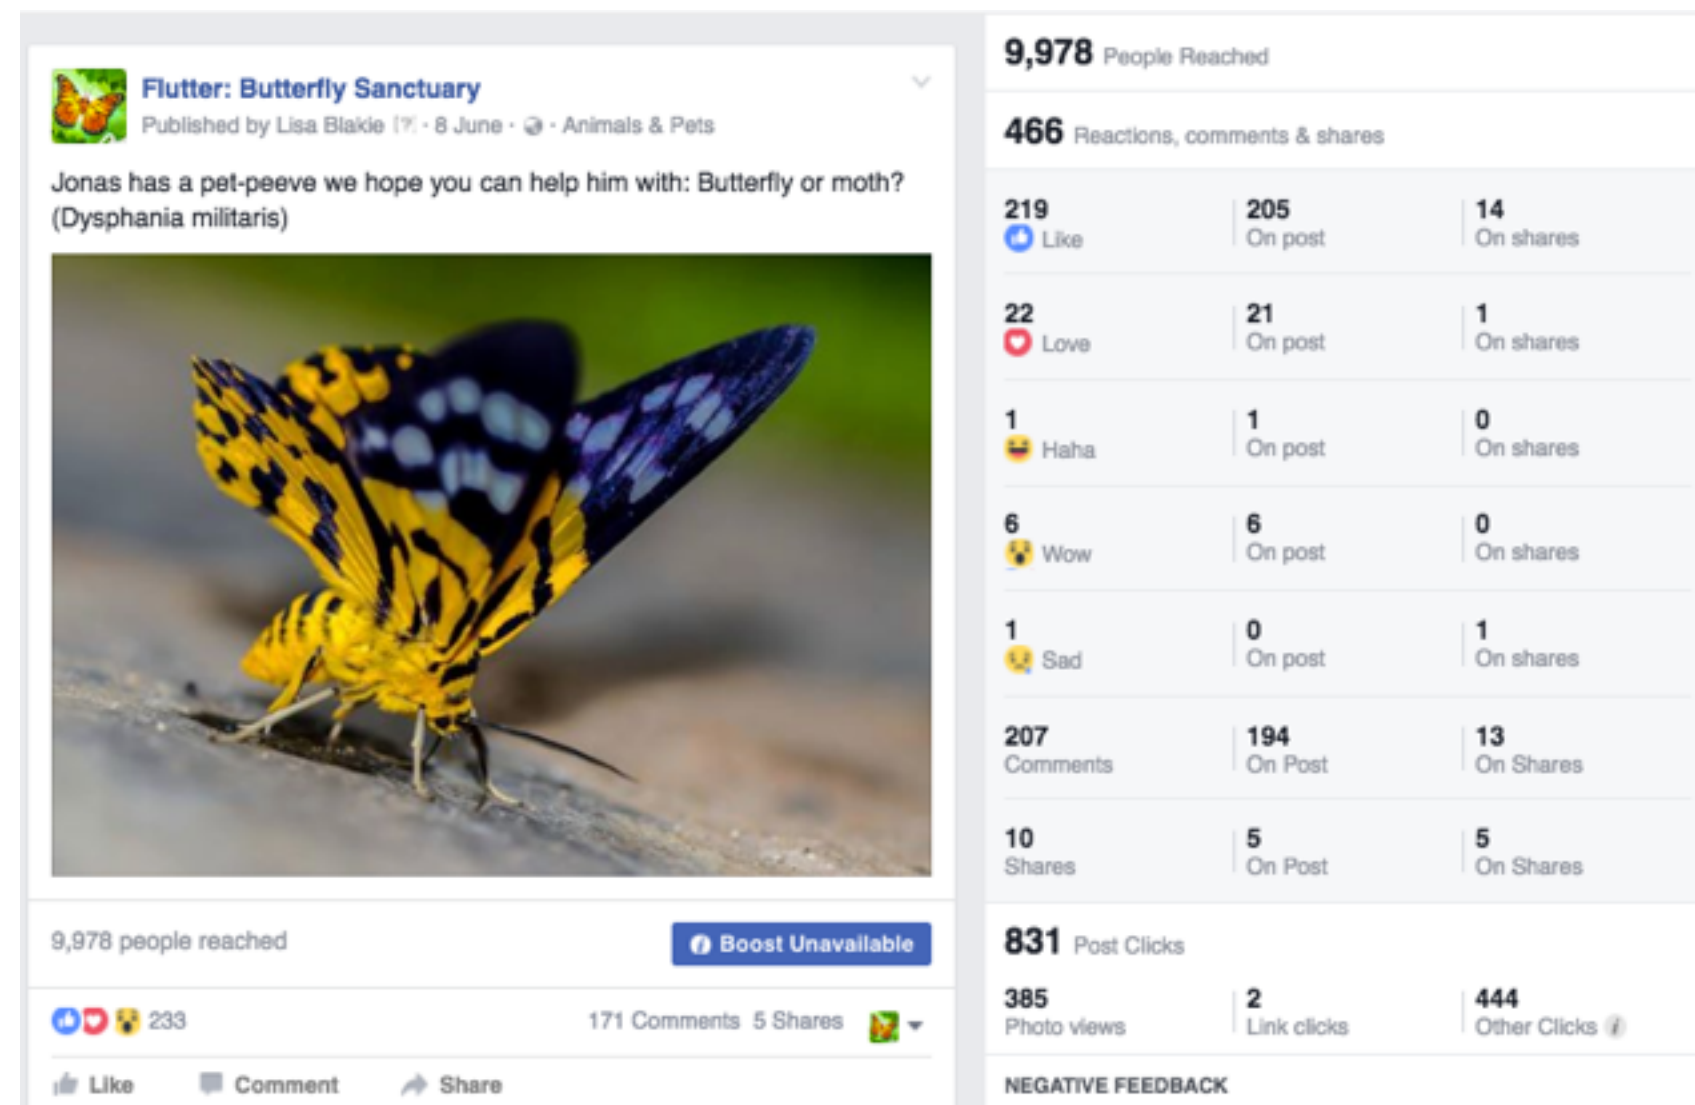 Flutter: Butterfly Sanctuary
Published by Lisa Blakie [?] · 8 June · Animals & Pets
Jonas has a pet-peeve we hope you can help him with: Butterfly or moth?
(Dysphania militaris)
9,978 people reached
Boost Unavailable
233
171 Comments 5 Shares
Like Comment Share
9,978 People Reached
466 Reactions, comments & shares
219 205 14
Like On post On shares
22 21 1
Love On post On shares
1 1 0
Haha On post On shares
6 6 0
Wow On post On shares
1 0 1
Sad On post On shares
207 194 13
Comments On Post On Shares
10 5 5
Shares On Post On Shares
831 Post Clicks
385 2 444
Photo views Link clicks Other Clicks i
NEGATIVE FEEDBACK